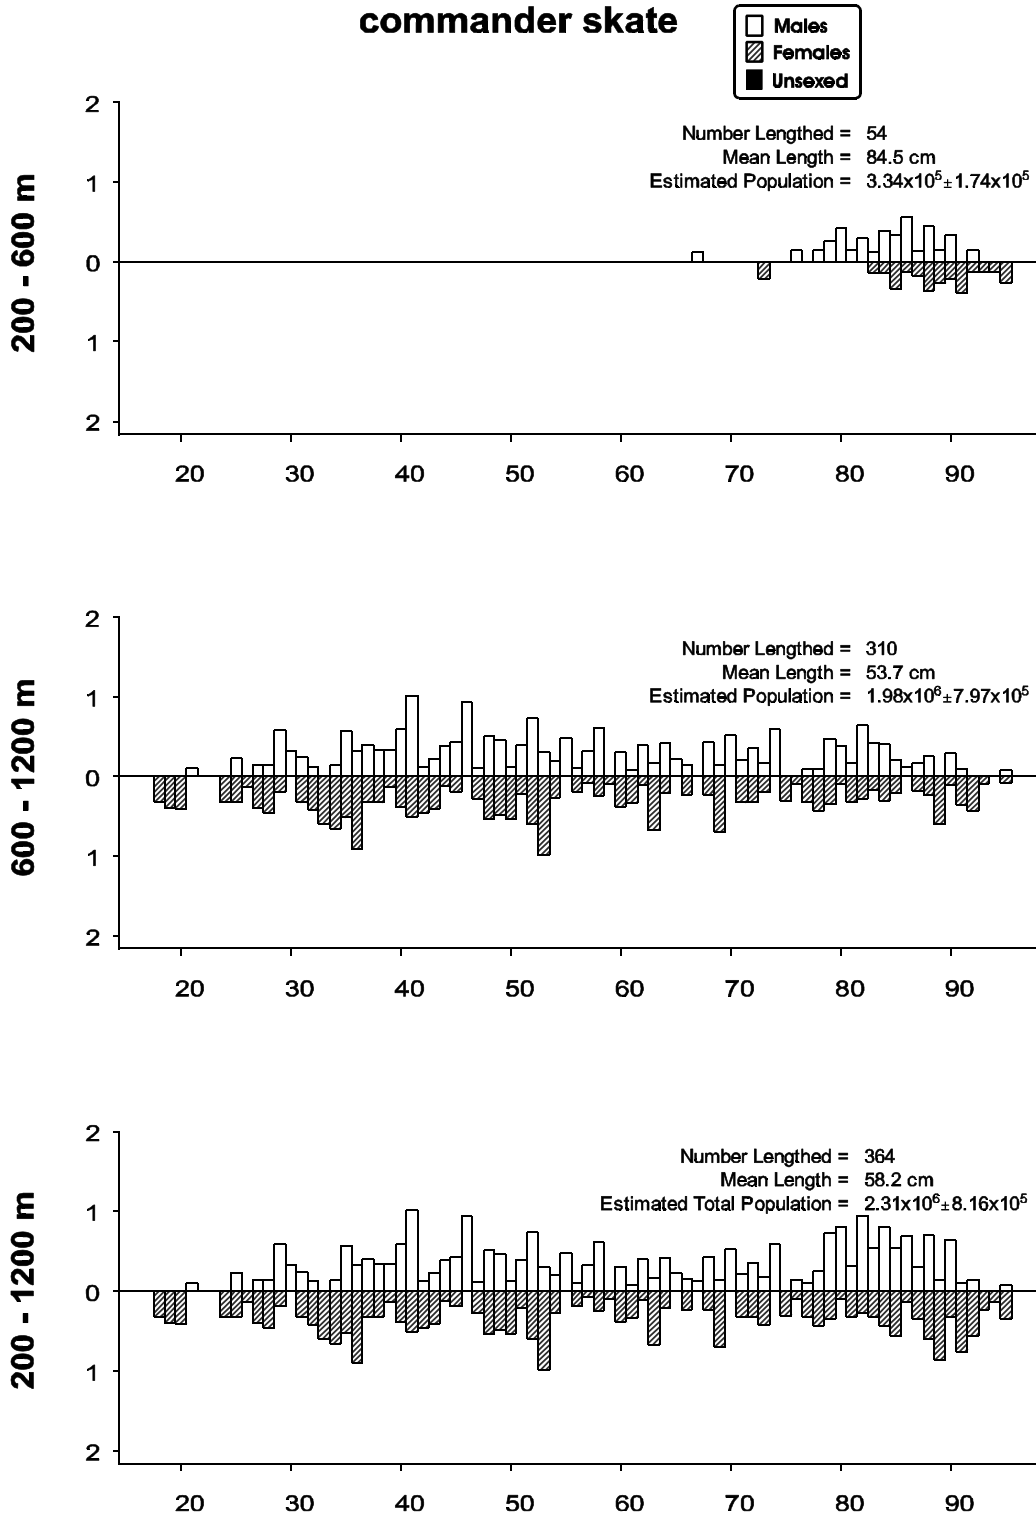 commander skate
Males
Females
Unsexed
200 - 600 m
Number Lengthed = 54
Mean Length = 84.5 cm
Estimated Population = 3.34x10⁵±1.74x10⁵
2
1
0
1
2
20 30 40 50 60 70 80 90
600 - 1200 m
Number Lengthed = 310
Mean Length = 53.7 cm
Estimated Population = 1.98x10⁶±7.97x10⁵
2
1
0
1
2
20 30 40 50 60 70 80 90
200 - 1200 m
Number Lengthed = 364
Mean Length = 58.2 cm
Estimated Total Population = 2.31x10⁶±8.16x10⁵
2
1
0
1
2
20 30 40 50 60 70 80 90